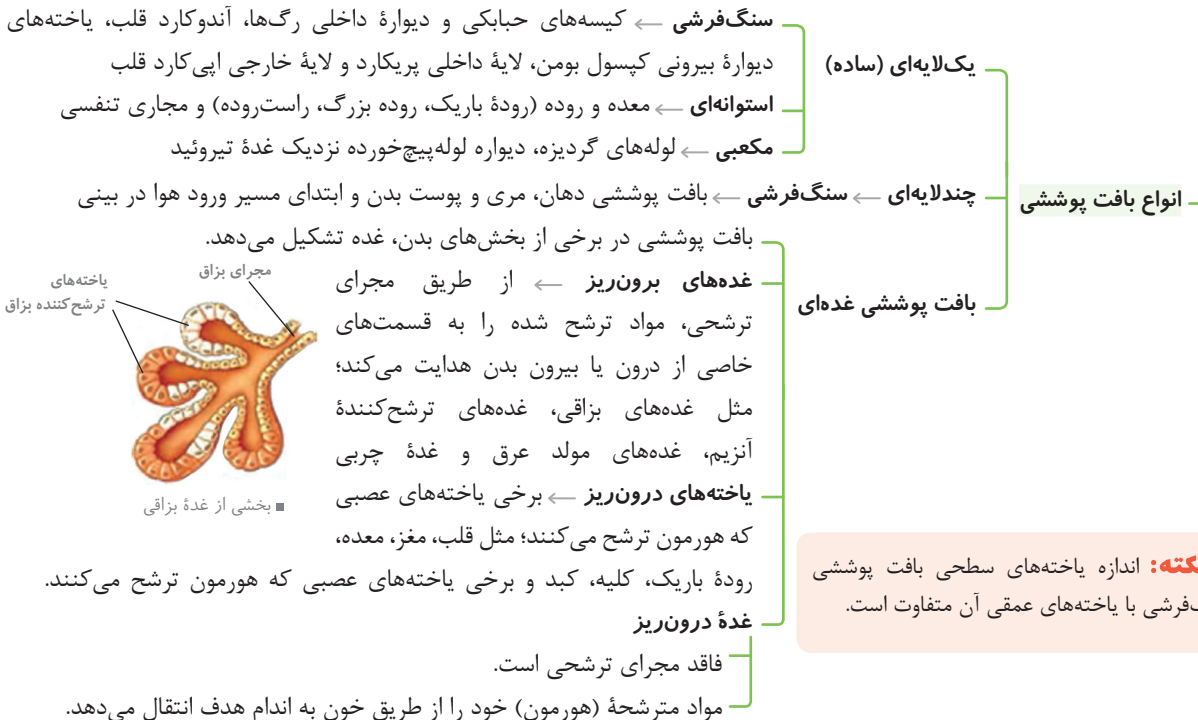 انواع بافت پوششی
یک‌لایه‌ای (ساده)
سنگ‌فرشی ← کیسه‌های حبابکی و دیوارهٔ داخلی رگ‌ها، آندوکارد قلب، یاخته‌های
دیوارهٔ بیرونی کپسول بومن، لایهٔ داخلی پریکارد و لایهٔ خارجی اپی‌کارد قلب
استوانه‌ای ← معده و روده (رودهٔ باریک، روده بزرگ، راست‌روده) و مجاری تنفسی
مکعبی ← لوله‌های گردیزه، دیواره لوله‌پیچ‌خورده نزدیک غدهٔ تیروئید
چندلایه‌ای ← سنگ‌فرشی ← بافت پوششی دهان، مری و پوست بدن و ابتدای مسیر ورود هوا در بینی
بافت پوششی غده‌ای
بافت پوششی در برخی از بخش‌های بدن، غده تشکیل می‌دهد.
غده‌های برون‌ریز ← از طریق مجرای
ترشحی، مواد ترشح شده را به قسمت‌های
خاصی از درون یا بیرون بدن هدایت می‌کند؛
مثل غده‌های بزاقی، غده‌های ترشح‌کنندهٔ
آنزیم، غده‌های مولد عرق و غدهٔ چربی
یاخته‌های درون‌ریز ← برخی یاخته‌های عصبی
که هورمون ترشح می‌کنند؛ مثل قلب، مغز، معده،
رودهٔ باریک، کلیه، کبد و برخی یاخته‌های عصبی که هورمون ترشح می‌کنند.
غدهٔ درون‌ریز
فاقد مجرای ترشحی است.
مواد مترشحهٔ (هورمون) خود را از طریق خون به اندام هدف انتقال می‌دهد.
مجرای بزاق
یاخته‌های
ترشح‌کننده بزاق
■ بخشی از غدهٔ بزاقی
اندازه یاخته‌های سطحی بافت پوششی
با یاخته‌های عمقی آن متفاوت است.